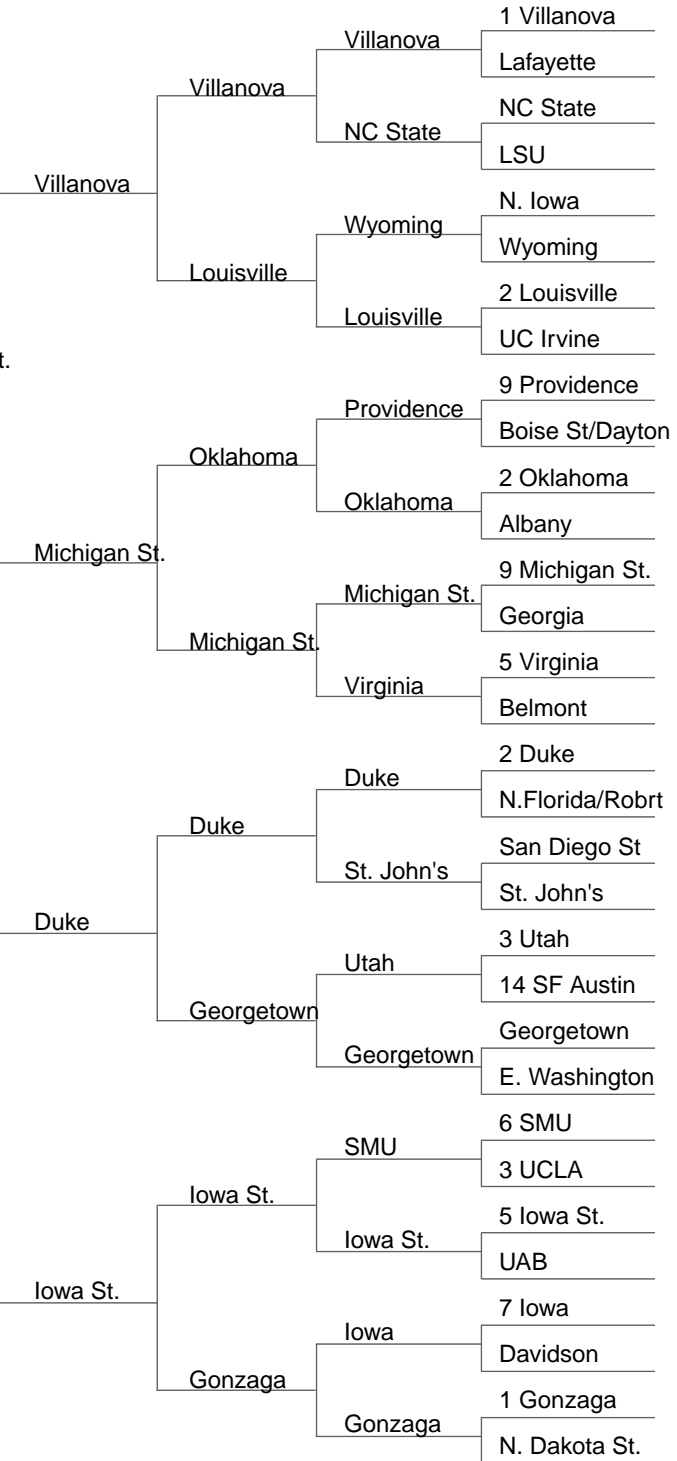 1 Villanova
Villanova
Lafayette
Villanova
NC State
NC State
LSU
Villanova
N. Iowa
Wyoming
Wyoming
Louisville
2 Louisville
Louisville
UC Irvine
t.
9 Providence
Providence
Boise St/Dayton
Oklahoma
2 Oklahoma
Oklahoma
Albany
Michigan St.
9 Michigan St.
Michigan St.
Georgia
Michigan St.
5 Virginia
Virginia
Belmont
2 Duke
Duke
N.Florida/Robrt
Duke
San Diego St
St. John's
St. John's
Duke
3 Utah
Utah
14 SF Austin
Georgetown
Georgetown
Georgetown
E. Washington
6 SMU
SMU
3 UCLA
Iowa St.
5 Iowa St.
Iowa St.
UAB
Iowa St.
7 Iowa
Iowa
Davidson
Gonzaga
1 Gonzaga
Gonzaga
N. Dakota St.